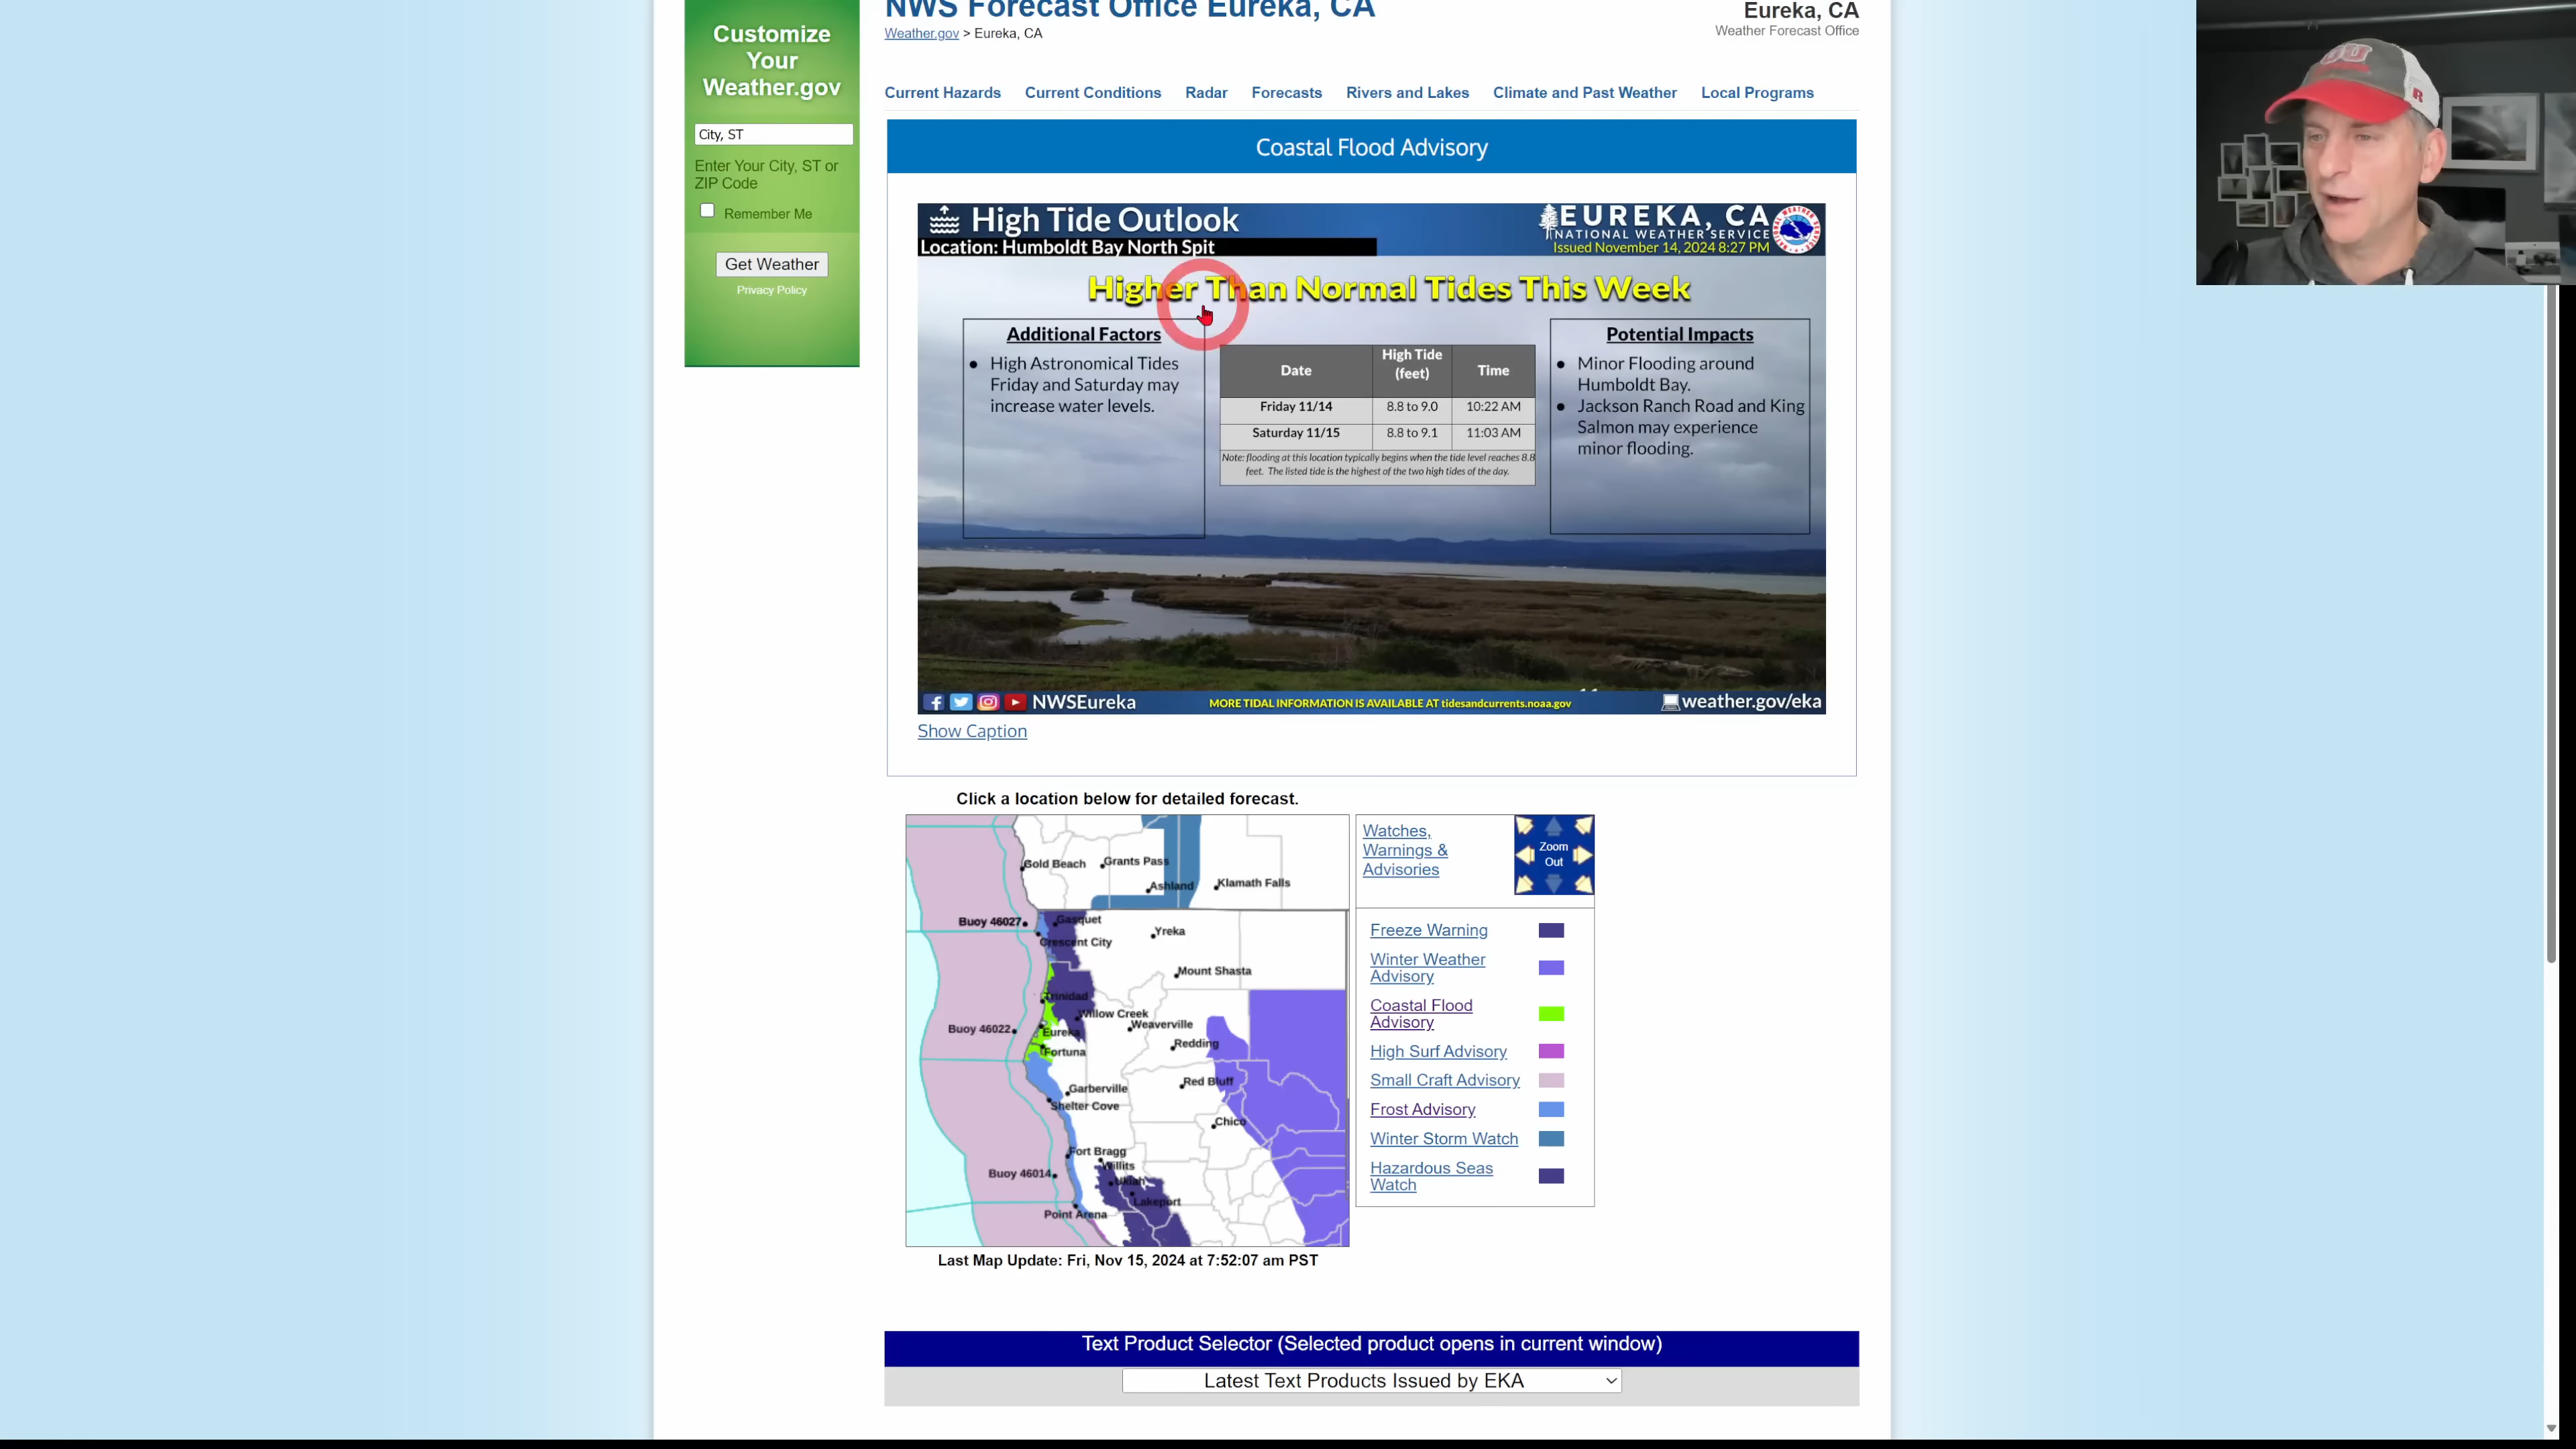 NWS Forecast Office Eureka, CA
Weather.gov > Eureka, CA
Eureka, CA
Weather Forecast Office
Customize
Your
Weather.gov
City, ST
Enter Your City, ST or
ZIP Code
Remember Me
Get Weather
Privacy Policy
Current Hazards Current Conditions Radar Forecasts Rivers and Lakes Climate and Past Weather Local Programs
Coastal Flood Advisory
High Tide Outlook
Location: Humboldt Bay North Spit
EUREKA, CA
NATIONAL WEATHER SERVICE
Issued November 14, 2024 8:27 PM
Higher Than Normal Tides This Week
Additional Factors
● High Astronomical Tides
Friday and Saturday may
increase water levels.
Date High Tide (feet) Time
Friday 11/14 8.8 to 9.0 10:22 AM
Saturday 11/15 8.8 to 9.1 11:03 AM
Note: flooding at this location typically begins when the tide level reaches 8.8
feet. The listed tide is the highest of the two high tides of the day.
Potential Impacts
● Minor Flooding around
Humboldt Bay.
● Jackson Ranch Road and King
Salmon may experience
minor flooding.
NWSEureka
MORE TIDAL INFORMATION IS AVAILABLE AT tidesandcurrents.noaa.gov
weather.gov/eka
Show Caption
Click a location below for detailed forecast.
Gold Beach
Grants Pass
Ashland
Klamath Falls
Buoy 46027
Gasquet
Crescent City
Yreka
Mount Shasta
Trinidad
Willow Creek
Weaverville
Buoy 46022
Eureka
Redding
Fortuna
Red Bluff
Garberville
Shelter Cove
Chico
Fort Bragg
Willits
Buoy 46014
Ukiah
Lakeport
Point Arena
Watches,
Warnings &
Advisories
Zoom
Out
Freeze Warning
Winter Weather
Advisory
Coastal Flood
Advisory
High Surf Advisory
Small Craft Advisory
Frost Advisory
Winter Storm Watch
Hazardous Seas
Watch
Last Map Update: Fri, Nov 15, 2024 at 7:52:07 am PST
Text Product Selector (Selected product opens in current window)
Latest Text Products Issued by EKA